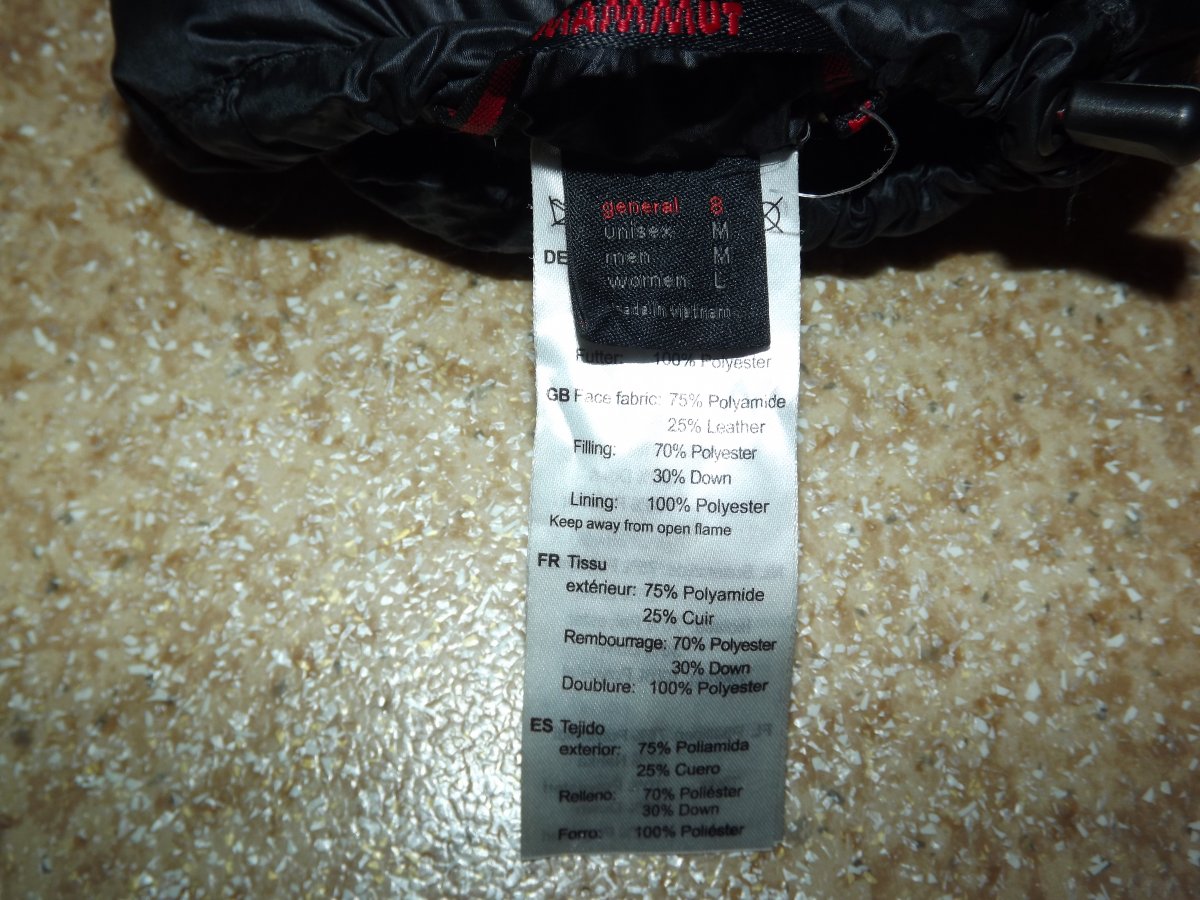 MAMMUT
general 8
unisex M
men M
women L
made in vietnam
DE
Futter: 100% Polyester
GB Face fabric: 75% Polyamide
25% Leather
Filling: 70% Polyester
30% Down
Lining: 100% Polyester
Keep away from open flame
FR Tissu
extérieur: 75% Polyamide
25% Cuir
Rembourrage: 70% Polyester
30% Down
Doublure: 100% Polyester
ES Tejido
exterior: 75% Poliamida
25% Cuero
Relleno: 70% Poliéster
30% Down
Forro: 100% Poliéster